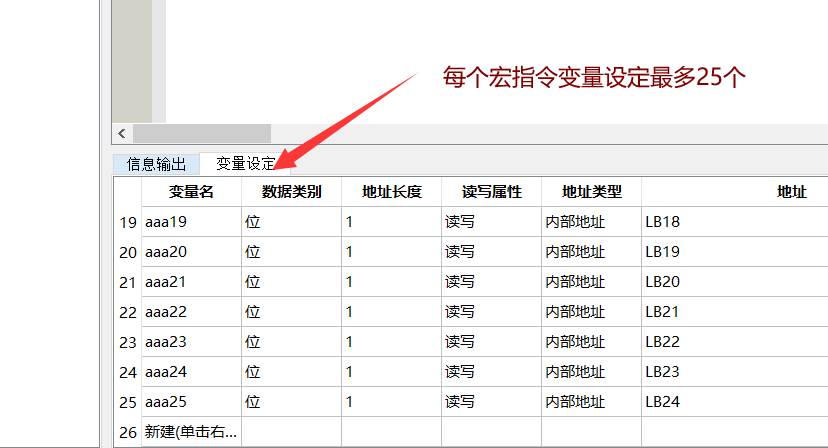 每个宏指令变量设定最多25个
信息输出 变量设定
变量名 数据类别 地址长度 读写属性 地址类型 地址
19 aaa19 位 1 读写 内部地址 LB18
20 aaa20 位 1 读写 内部地址 LB19
21 aaa21 位 1 读写 内部地址 LB20
22 aaa22 位 1 读写 内部地址 LB21
23 aaa23 位 1 读写 内部地址 LB22
24 aaa24 位 1 读写 内部地址 LB23
25 aaa25 位 1 读写 内部地址 LB24
26 新建(单击右...